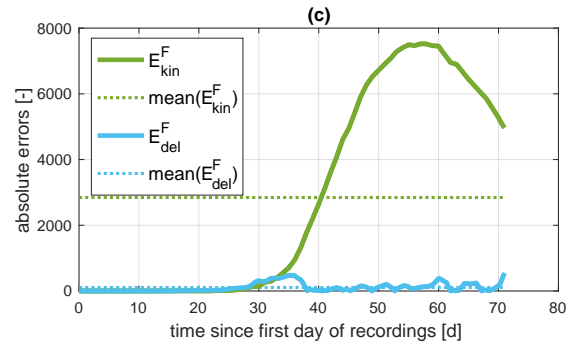 (c)
absolute errors [-]
8000
6000
4000
2000
0
E^F_kin
mean(E^F_kin)
E^F_del
mean(E^F_del)
0 10 20 30 40 50 60 70 80
time since first day of recordings [d]